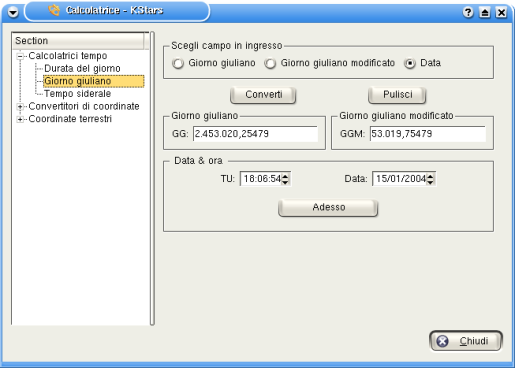 Calcolatrice - KStars
Section
Calcolatrici tempo
Durata del giorno
Giorno giuliano
Tempo siderale
Convertitori di coordinate
Coordinate terrestri
Scegli campo in ingresso
Giorno giuliano Giorno giuliano modificato Data
Converti Pulisci
Giorno giuliano Giorno giuliano modificato
GG: 2.453.020,25479 GGM: 53.019,75479
Data & ora
TU: 18:06:54 Data: 15/01/2004
Adesso
Chiudi